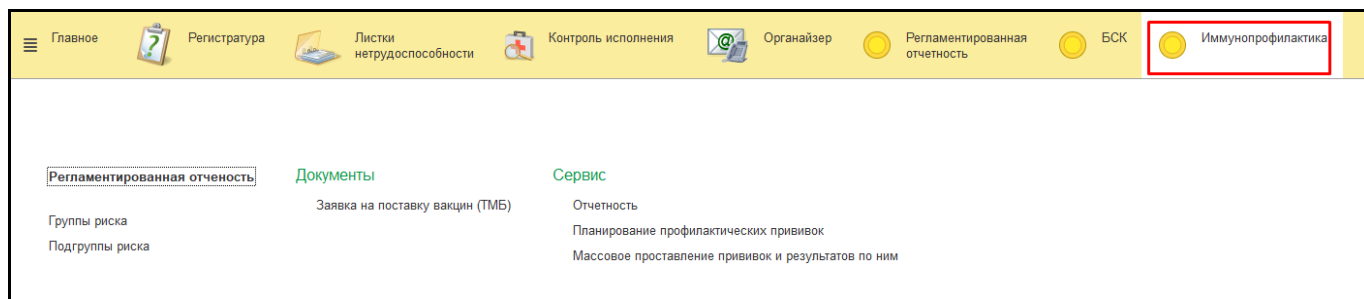 Главное
Регистратура
Листки
нетрудоспособности
Контроль исполнения
Органайзер
Регламентированная
отчетность
БСК
Иммунопрофилактика
Регламентированная отченость
Группы риска
Подгруппы риска
Документы
Заявка на поставку вакцин (ТМБ)
Сервис
Отчетность
Планирование профилактических прививок
Массовое проставление прививок и результатов по ним